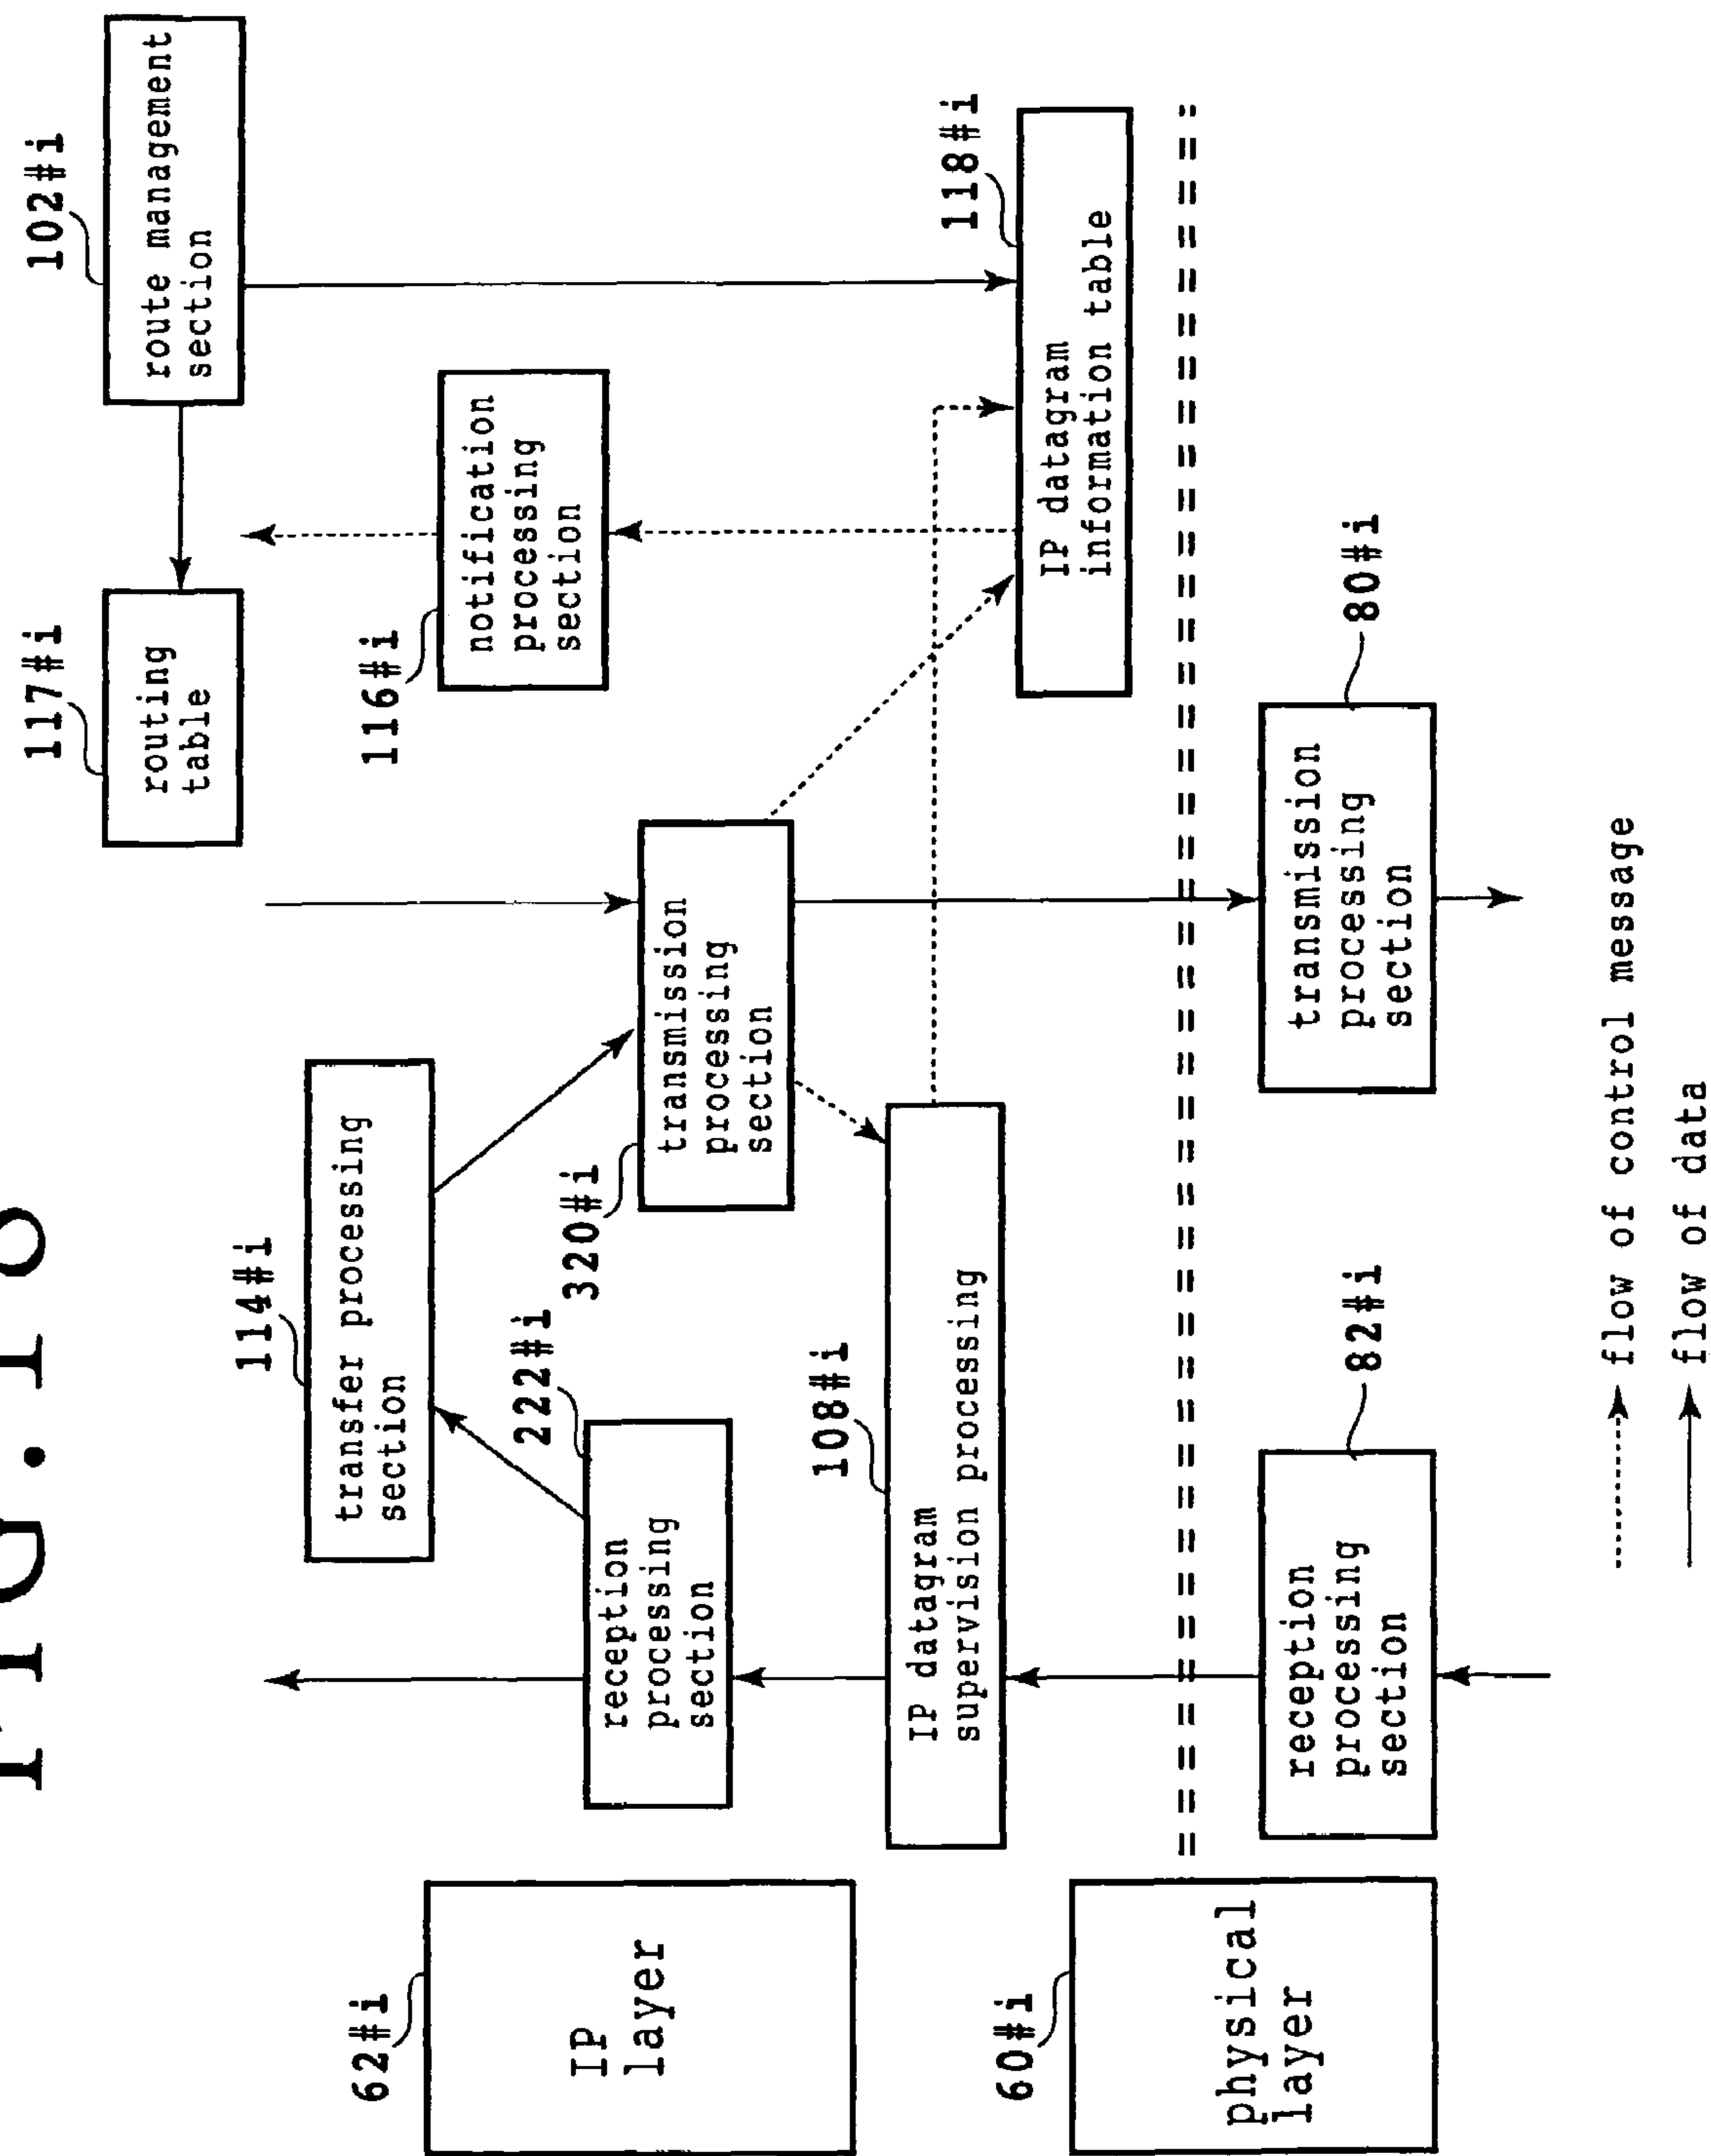 FIG.
117#i
102#i
routing
table
route management
section
114#i
transfer processing
section
62#i
IP
layer
116#i
notification
processing
section
222#i
reception
processing
section
320#i
transmission
processing
section
108#i
IP datagram
supervision processing
118#i
IP datagram
information table
60#i
physical
layer
82#i
reception
processing
section
80#i
transmission
processing
section
flow of control message
flow of data